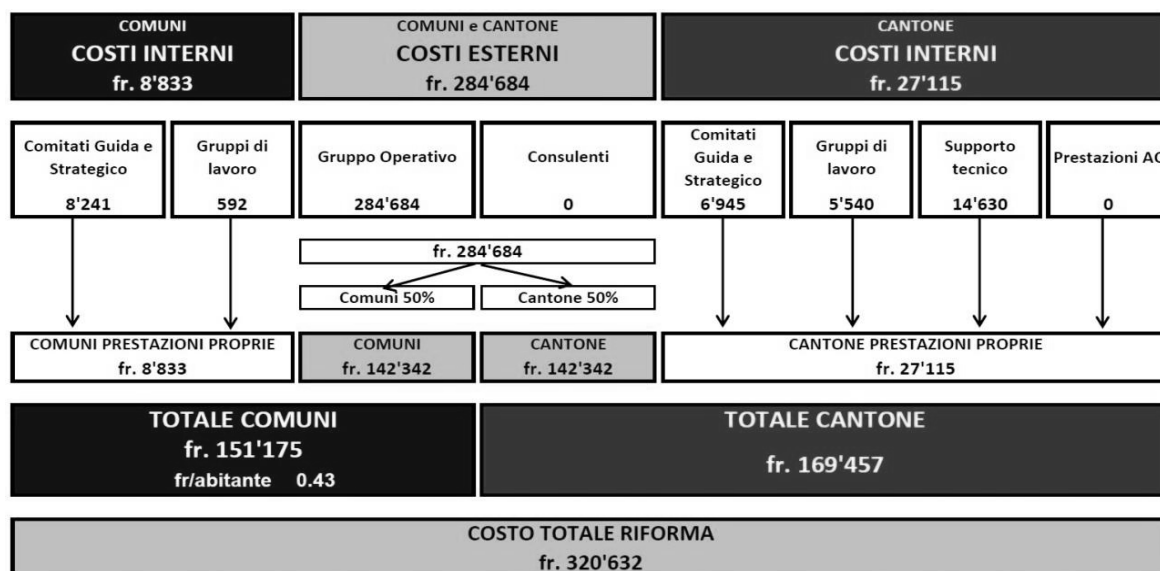 COMUNI
COSTI INTERNI
fr. 8'833
COMUNI e CANTONE
COSTI ESTERNI
fr. 284'684
CANTONE
COSTI INTERNI
fr. 27'115
Comitati Guida e
Strategico
8'241
Gruppi di
lavoro
592
Gruppo Operativo
284'684
Consulenti
0
Comitati
Guida e
Strategico
6'945
Gruppi di
lavoro
5'540
Supporto
tecnico
14'630
Prestazioni AC
0
fr. 284'684
Comuni 50%
Cantone 50%
COMUNI PRESTAZIONI PROPRIE
fr. 8'833
COMUNI
fr. 142'342
CANTONE
fr. 142'342
CANTONE PRESTAZIONI PROPRIE
fr. 27'115
TOTALE COMUNI
fr. 151'175
fr/abitante 0.43
TOTALE CANTONE
fr. 169'457
COSTO TOTALE RIFORMA
fr. 320'632